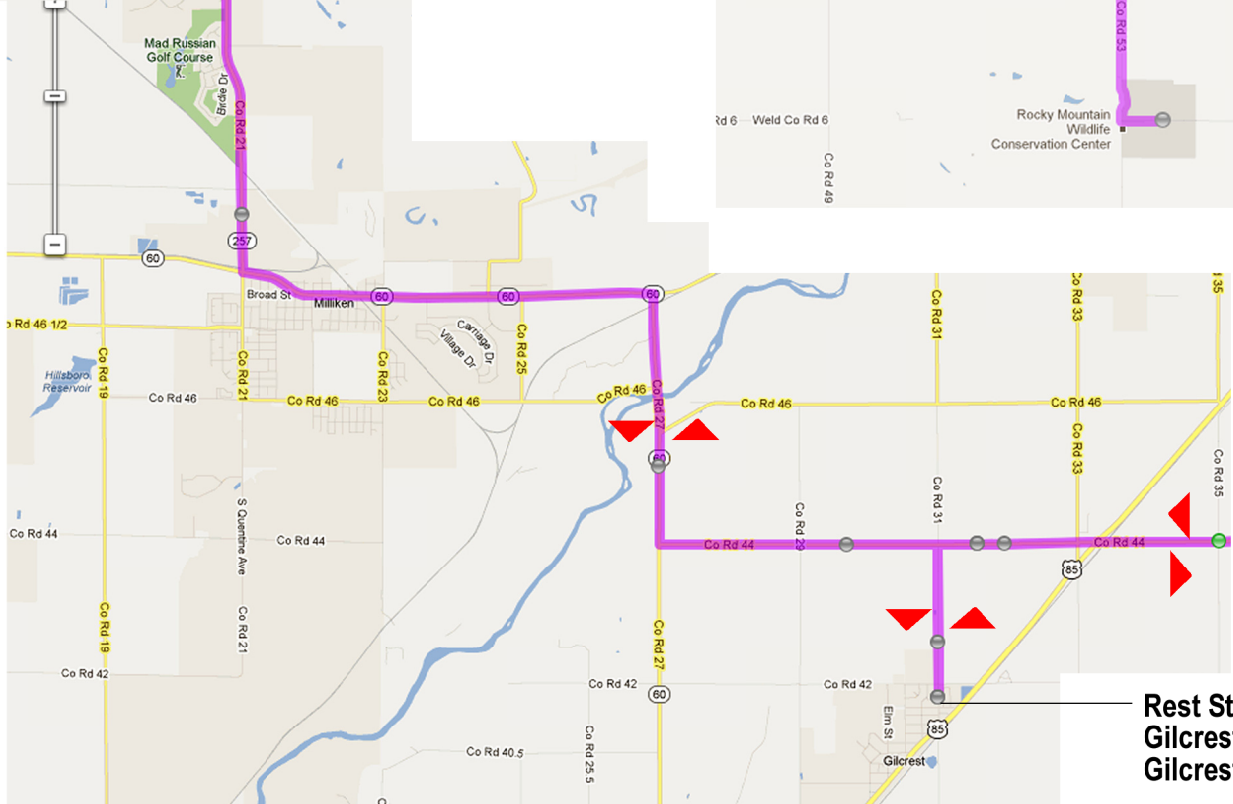 Mad Russian
Golf Course
Birdie Dr
Co Rd 21
257
60
Broad St
Milliken
60
60
60
Rd 6
Weld Co Rd 6
Co Rd 49
Co Rd 53
Rocky Mountain
Wildlife
Conservation Center
Rd 46 1/2
Co Rd 19
Hillsboro
Reservoir
Co Rd 46
Co Rd 21
Co Rd 46
Co Rd 23
Co Rd 46
Carriage Dr
Village Dr
Co Rd 25
Co Rd 46
Co Rd 27
Co Rd 46
Co Rd 31
Co Rd 33
35
Co Rd 46
60
Co Rd 33
Co Rd 35
Co Rd 31
Co Rd 29
Co Rd 44
Co Rd 44
85
Co Rd 44
S Quentine Ave
Co Rd 44
Co Rd 19
Co Rd 21
Co Rd 42
Co Rd 27
Co Rd 42
60
Co Rd 42
Elm St
85
Gilcrest
Co Rd 40.5
Co Rd 25.5
Rest St
Gilcres
Gilcres